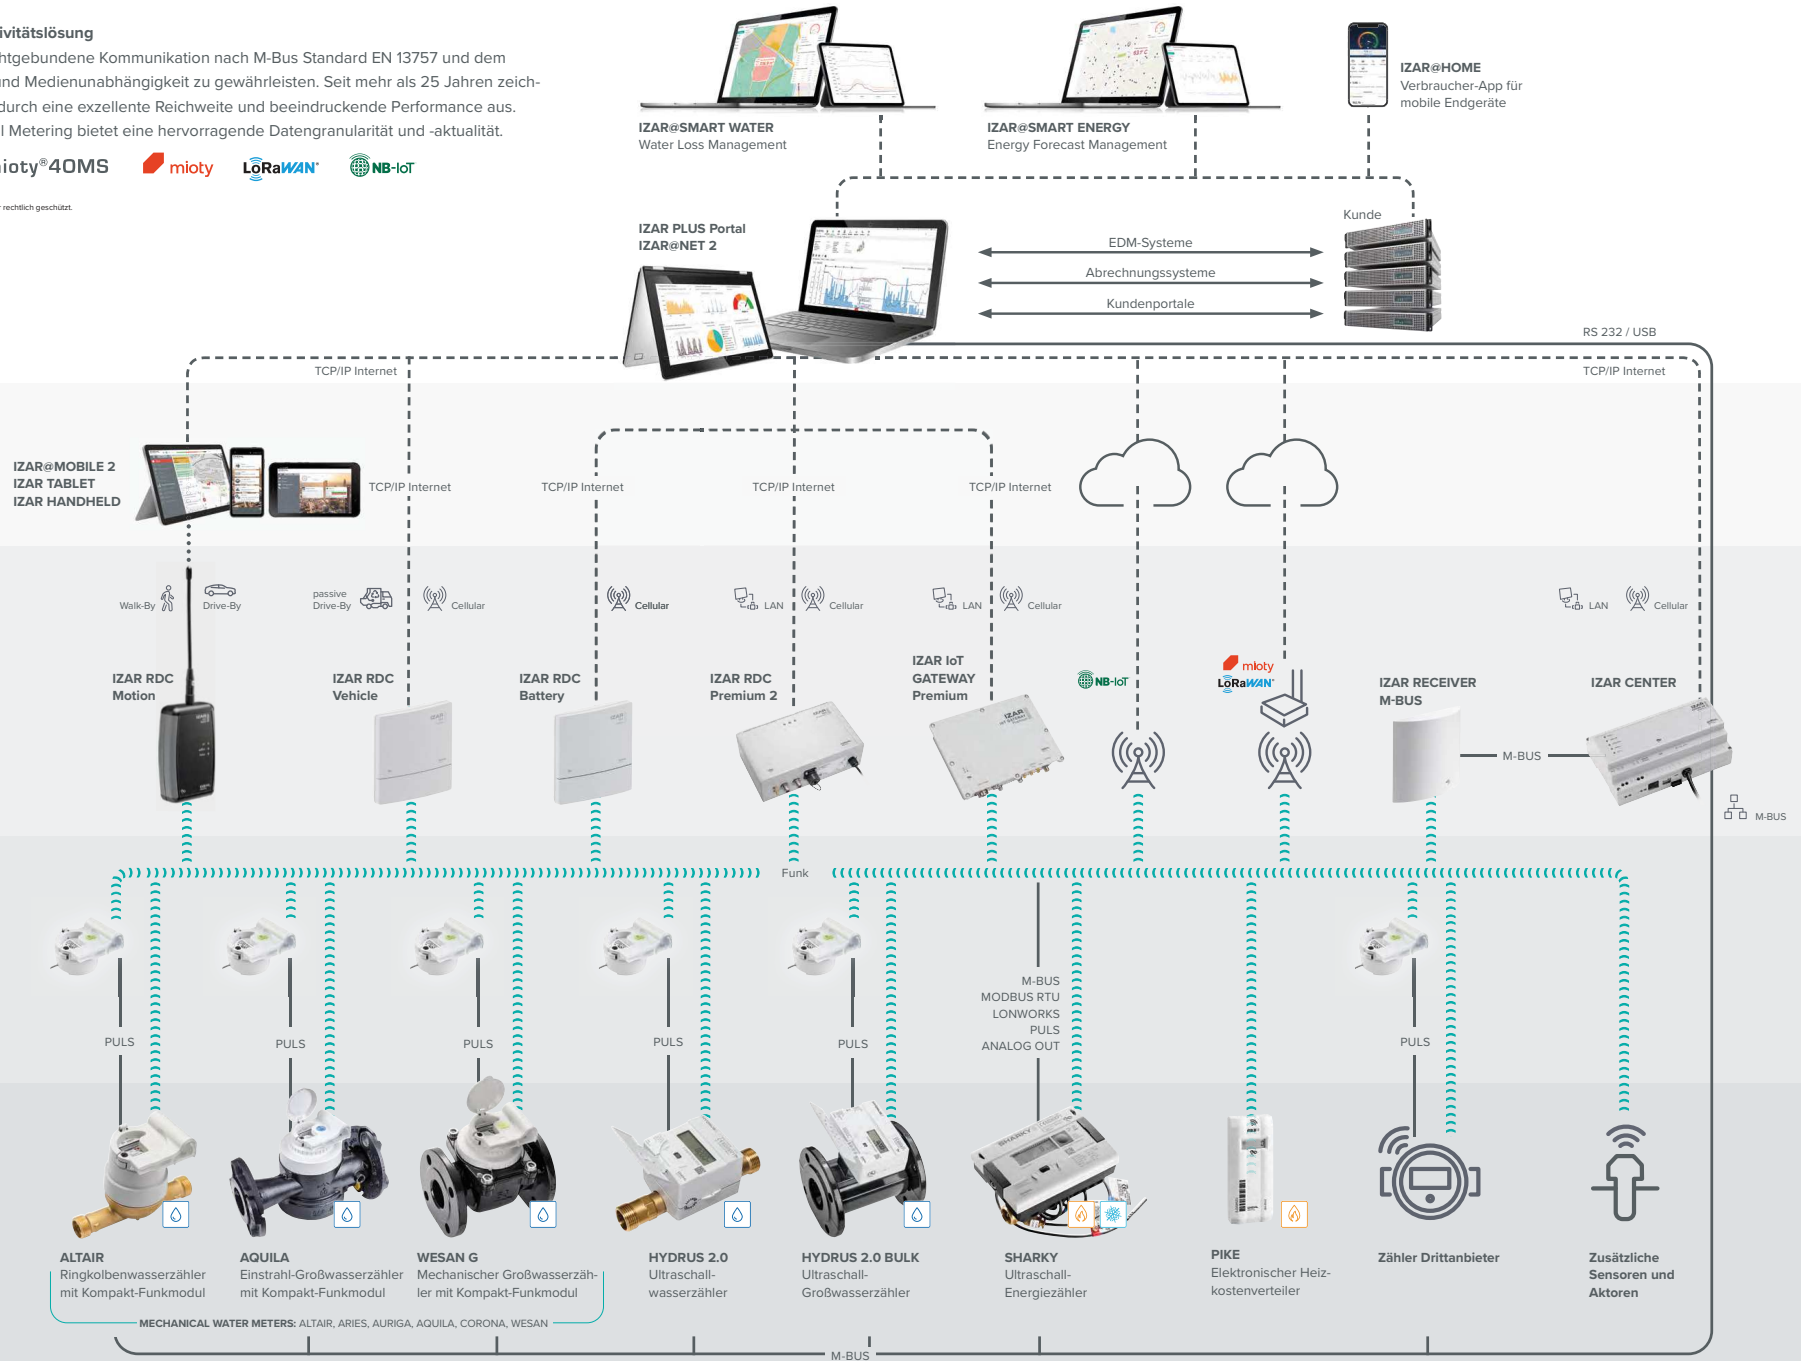 ivitätslösung
htgebundene Kommunikation nach M-Bus Standard EN 13757 und dem
und Medienunabhängigkeit zu gewährleisten. Seit mehr als 25 Jahren zeich-
durch eine exzellente Reichweite und beeindruckende Performance aus.
l Metering bietet eine hervorragende Datengranularität und -aktualität.
mioty®40MS
mioty
LoRaWAN®
NB-IoT
rechtlich geschützt.
IZAR@SMART WATER
Water Loss Management
IZAR@SMART ENERGY
Energy Forecast Management
IZAR@HOME
Verbraucher-App für
mobile Endgeräte
IZAR PLUS Portal
IZAR@NET 2
EDM-Systeme
Abrechnungssysteme
Kundenportale
Kunde
RS 232 / USB
TCP/IP Internet
TCP/IP Internet
IZAR@MOBILE 2
IZAR TABLET
IZAR HANDHELD
TCP/IP Internet
TCP/IP Internet
TCP/IP Internet
TCP/IP Internet
Walk-By
Drive-By
passive
Drive-By
Cellular
Cellular
LAN
Cellular
LAN
Cellular
LAN
Cellular
IZAR RDC
Motion
IZAR RDC
Vehicle
IZAR RDC
Battery
IZAR RDC
Premium 2
IZAR IoT
GATEWAY
Premium
NB-IoT
mioty
LoRaWAN®
IZAR RECEIVER
M-BUS
IZAR CENTER
M-BUS
M-BUS
Funk
PULS
PULS
PULS
PULS
PULS
M-BUS
MODBUS RTU
LONWORKS
PULS
ANALOG OUT
PULS
ALTAIR
Ringkolbenwasserzähler
mit Kompakt-Funkmodul
AQUILA
Einstrahl-Großwasserzähler
mit Kompakt-Funkmodul
WESAN G
Mechanischer Großwasserzäh-
ler mit Kompakt-Funkmodul
HYDRUS 2.0
Ultraschall-
wasserzähler
HYDRUS 2.0 BULK
Ultraschall-
Großwasserzähler
SHARKY
Ultraschall-
Energiezähler
PIKE
Elektronischer Heiz-
kostenverteiler
Zähler Drittanbieter
Zusätzliche
Sensoren und
Aktoren
MECHANICAL WATER METERS: ALTAIR, ARIES, AURIGA, AQUILA, CORONA, WESAN
M-BUS